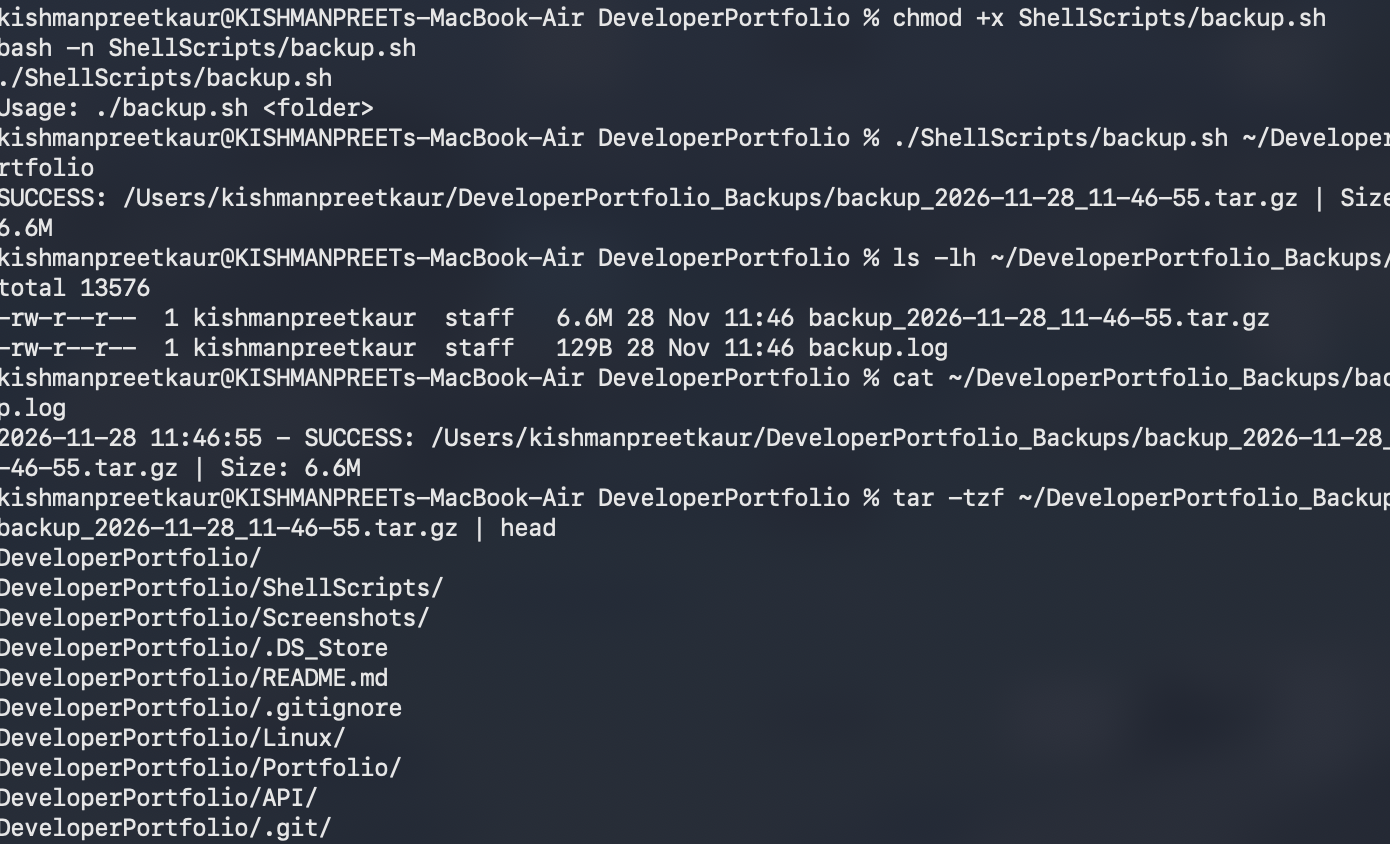 kishmanpreetkaur@KISHMANPREETs-MacBook-Air DeveloperPortfolio % chmod +x ShellScripts/backup.sh
bash -n ShellScripts/backup.sh
./ShellScripts/backup.sh
Usage: ./backup.sh <folder>
kishmanpreetkaur@KISHMANPREETs-MacBook-Air DeveloperPortfolio % ./ShellScripts/backup.sh ~/Developer
rtfolio
SUCCESS: /Users/kishmanpreetkaur/DeveloperPortfolio_Backups/backup_2026-11-28_11-46-55.tar.gz | Size
6.6M
kishmanpreetkaur@KISHMANPREETs-MacBook-Air DeveloperPortfolio % ls -lh ~/DeveloperPortfolio_Backups/
total 13576
-rw-r--r--  1 kishmanpreetkaur  staff   6.6M 28 Nov 11:46 backup_2026-11-28_11-46-55.tar.gz
-rw-r--r--  1 kishmanpreetkaur  staff   129B 28 Nov 11:46 backup.log
kishmanpreetkaur@KISHMANPREETs-MacBook-Air DeveloperPortfolio % cat ~/DeveloperPortfolio_Backups/bac
p.log
2026-11-28 11:46:55 - SUCCESS: /Users/kishmanpreetkaur/DeveloperPortfolio_Backups/backup_2026-11-28_
-46-55.tar.gz | Size: 6.6M
kishmanpreetkaur@KISHMANPREETs-MacBook-Air DeveloperPortfolio % tar -tzf ~/DeveloperPortfolio_Backup
backup_2026-11-28_11-46-55.tar.gz | head
DeveloperPortfolio/
DeveloperPortfolio/ShellScripts/
DeveloperPortfolio/Screenshots/
DeveloperPortfolio/.DS_Store
DeveloperPortfolio/README.md
DeveloperPortfolio/.gitignore
DeveloperPortfolio/Linux/
DeveloperPortfolio/Portfolio/
DeveloperPortfolio/API/
DeveloperPortfolio/.git/